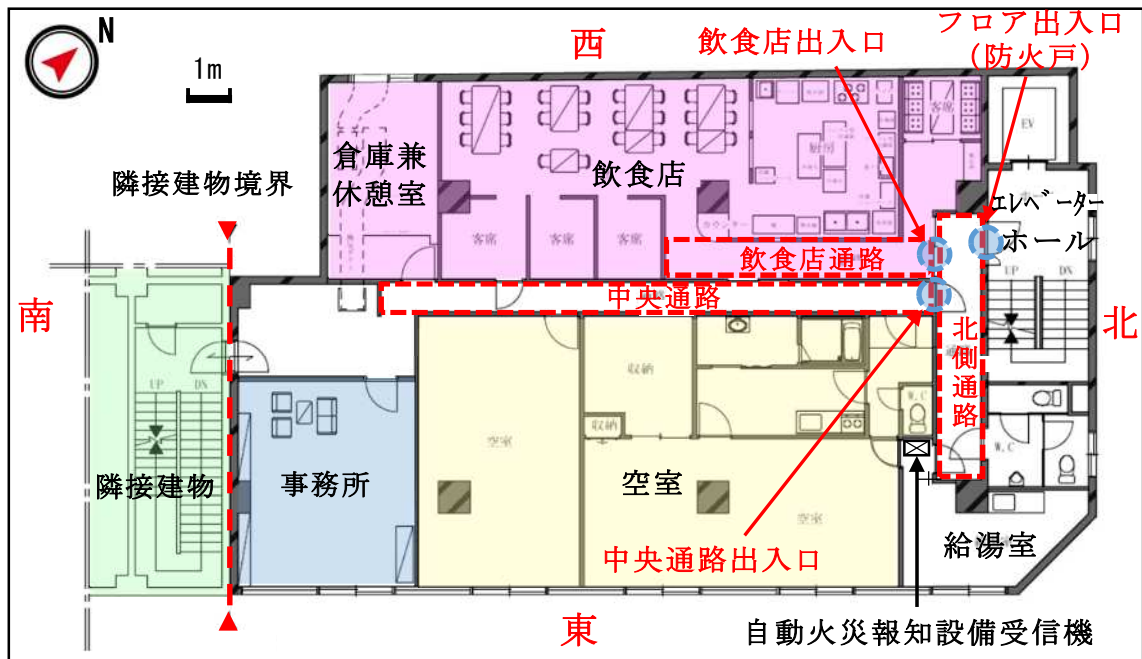 N
1m
西
飲食店出入口
フロア出入口
(防火戸)
隣接建物境界
倉庫兼
休憩室
飲食店
厨房
客席
EV
エレベーター
ホール
カウンター
客席
客席
客席
飲食店通路
UP
DN
南
中央通路
北
北側通路
収納
収納
W.C
W.C
UP
DN
空室
隣接建物
事務所
空室
空室
給湯室
中央通路出入口
東
自動火災報知設備受信機